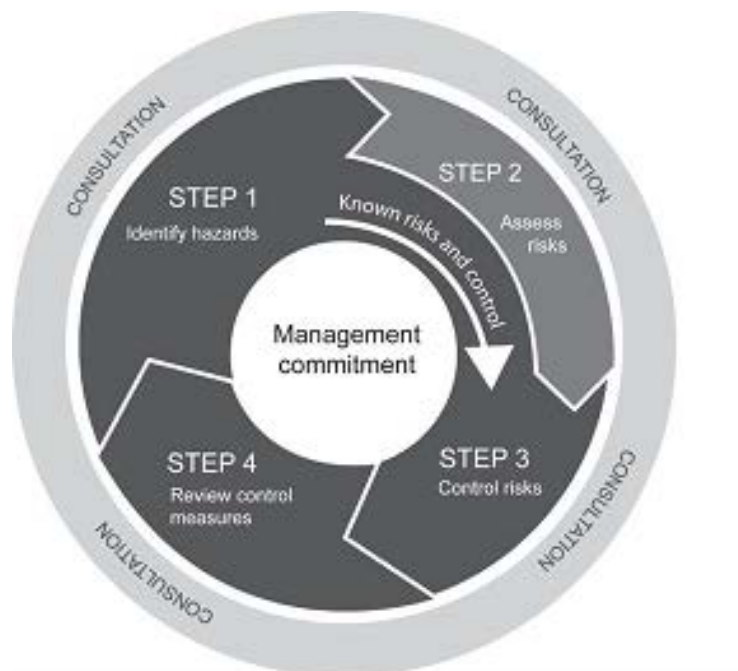 CONSULTATION
CONSULTATION
STEP 1
Identify hazards
STEP 2
Assess
risks
Known risks and control
Management
commitment
STEP 3
Control risks
STEP 4
Review control
measures
CONSULTATION
CONSULTATION